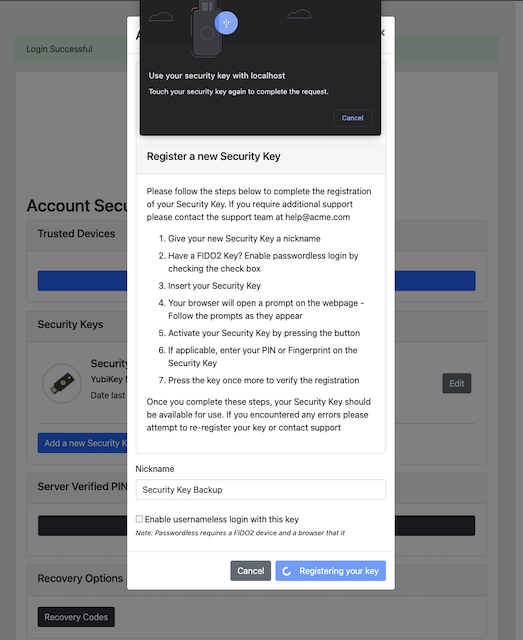 Login Successful
Use your security key with localhost
Touch your security key again to complete the request.
Cancel
Register a new Security Key
Please follow the steps below to complete the registration
of your Security Key. If you require additional support
please contact the support team at help@acme.com
1. Give your new Security Key a nickname
2. Have a FIDO2 Key? Enable passwordless login by
checking the check box
3. Insert your Security Key
4. Your browser will open a prompt on the webpage -
Follow the prompts as they appear
5. Activate your Security Key by pressing the button
6. If applicable, enter your PIN or Fingerprint on the
Security Key
7. Press the key once more to verify the registration
Once you complete these steps, your Security Key should
be available for use. If you encountered any errors please
attempt to re-register your key or contact support
Nickname
Security Key Backup
Enable usernameless login with this key
Note: Passwordless requires a FIDO2 device and a browser that it
Cancel
Registering your key
Account Secu
Trusted Devices
Security Keys
Security
YubiKey
Date last
Edit
Add a new Security K
Server Verified PIN
Recovery Options
Recovery Codes